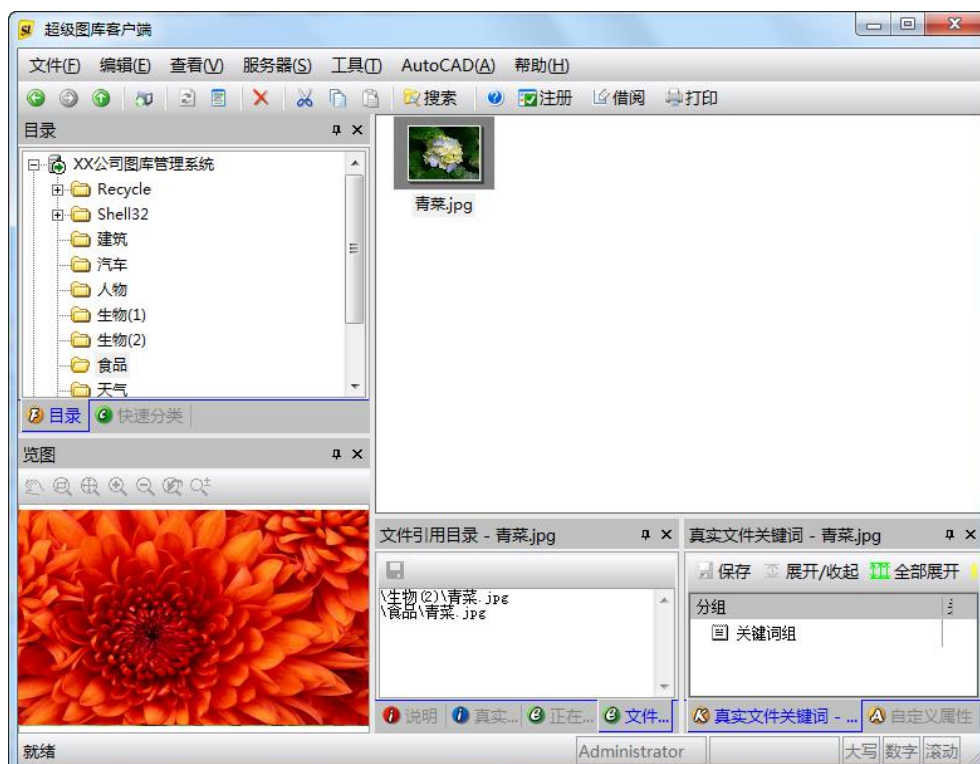 超级图库客户端
文件(F) 编辑(E) 查看(V) 服务器(S) 工具(T) AutoCAD(A) 帮助(H)
搜索 注册 借阅 打印
目录
XX公司图库管理系统
Recycle
Shell32
建筑
汽车
人物
生物(1)
生物(2)
食品
天气
目录 快速分类
青菜.jpg
览图
文件引用目录 - 青菜.jpg
\生物(2)\青菜.jpg
\食品\青菜.jpg
说明 真实... 正在... 文件...
真实文件关键词 - 青菜.jpg
保存 展开/收起 全部展开
分组
关键词组
真实文件关键词 - ... 自定义属性
就绪 Administrator 大写 数字 滚动